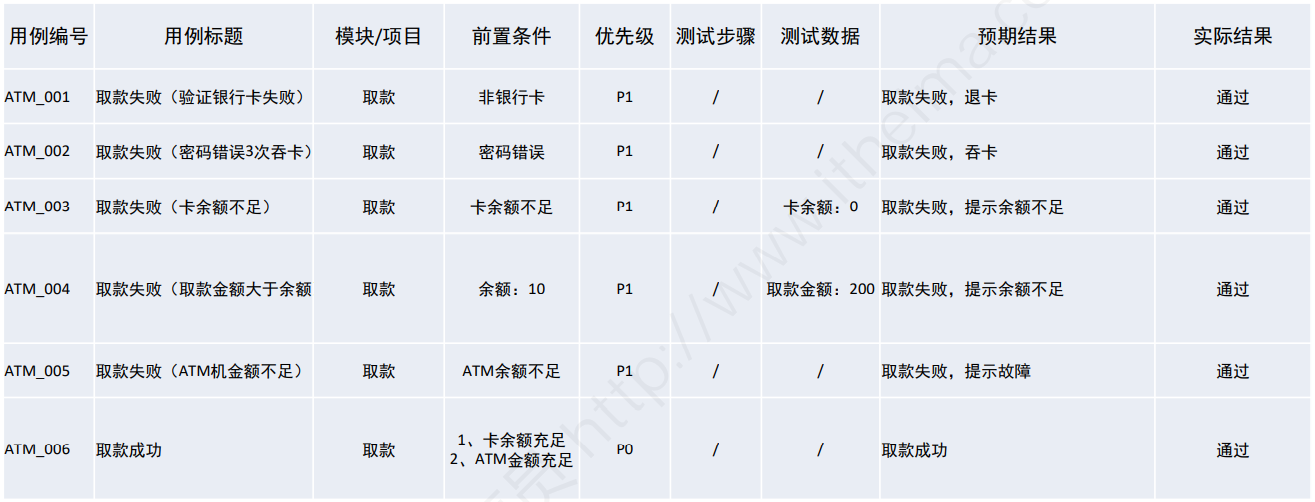 用例编号 用例标题 模块/项目 前置条件 优先级 测试步骤 测试数据 预期结果 实际结果
ATM_001 取款失败（验证银行卡失败） 取款 非银行卡 P1 / / 取款失败，退卡 通过
ATM_002 取款失败（密码错误3次吞卡） 取款 密码错误 P1 / / 取款失败，吞卡 通过
ATM_003 取款失败（卡余额不足） 取款 卡余额不足 P1 / 卡余额：0 取款失败，提示余额不足 通过
ATM_004 取款失败（取款金额大于余额 取款 余额：10 P1 / 取款金额：200 取款失败，提示余额不足 通过
ATM_005 取款失败（ATM机金额不足） 取款 ATM余额不足 P1 / / 取款失败，提示故障 通过
ATM_006 取款成功 取款 1、卡余额充足 P0 / / 取款成功 通过
2、ATM金额充足
http://www.itheima.co